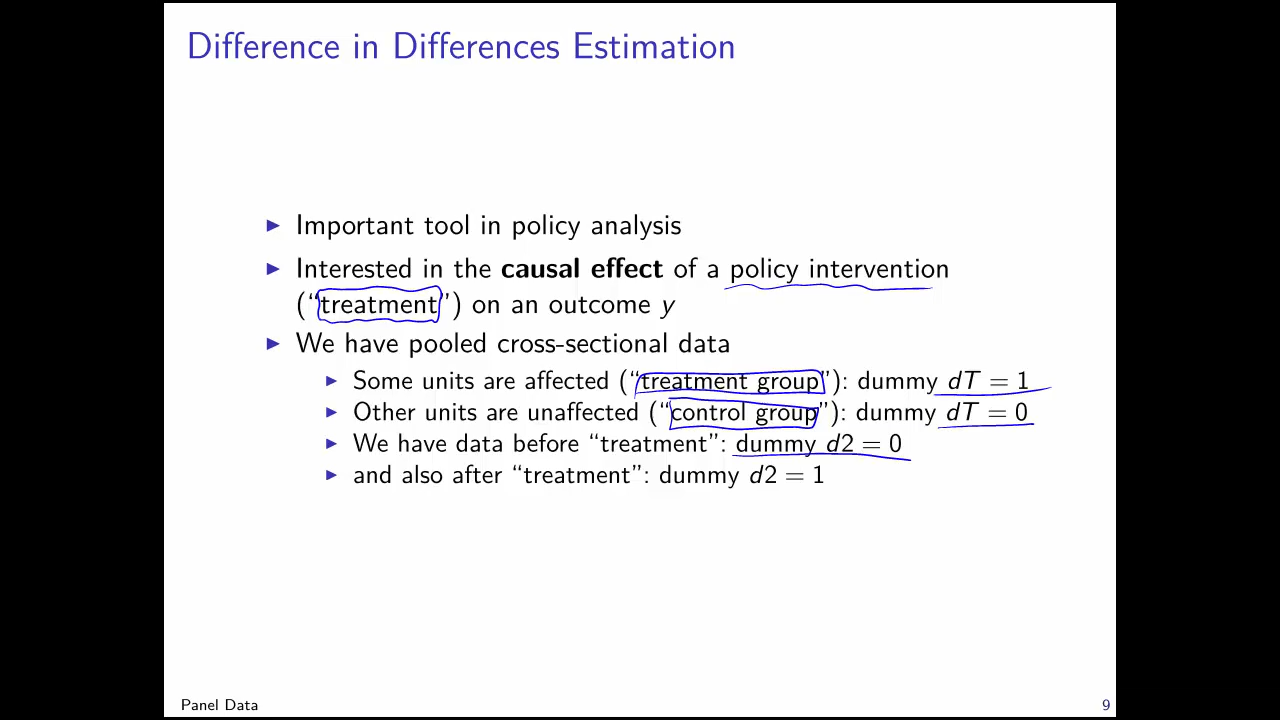 Difference in Differences Estimation
▶ Important tool in policy analysis
▶ Interested in the causal effect of a policy intervention
(“treatment”) on an outcome y
▶ We have pooled cross-sectional data
▶ Some units are affected (“treatment group”): dummy dT = 1
▶ Other units are unaffected (“control group”): dummy dT = 0
▶ We have data before “treatment”: dummy d2 = 0
▶ and also after “treatment”: dummy d2 = 1
Panel Data
9